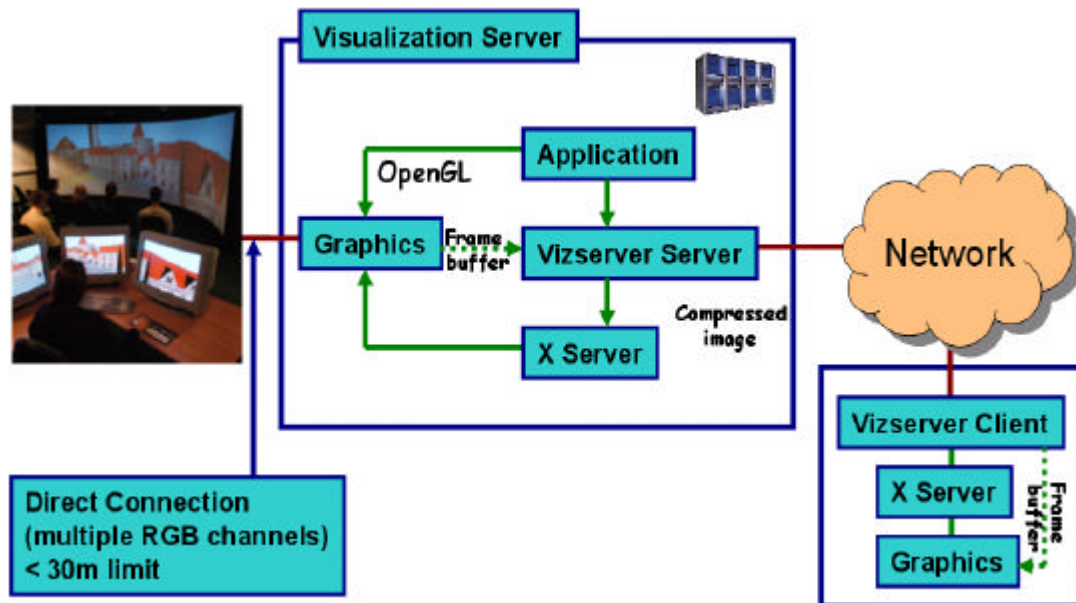 Visualization Server
Application
OpenGL
Graphics
Frame
buffer
Vizserver Server
Network
Compressed
image
X Server
Vizserver Client
X Server
Frame
buffer
Graphics
Direct Connection
(multiple RGB channels)
< 30m limit